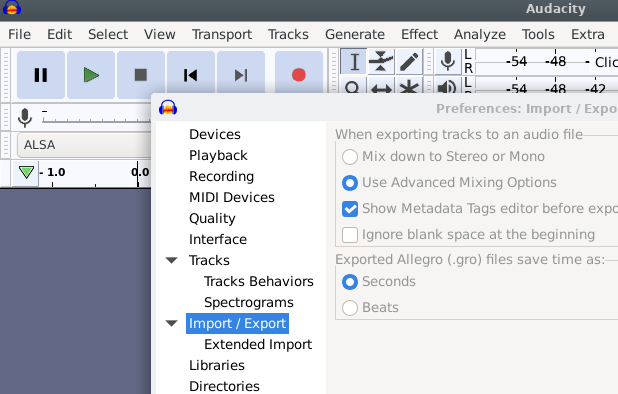 Audacity
File Edit Select View Transport Tracks Generate Effect Analyze Tools Extra
L R -54 -48 - Clic
-54 -48 -42
Preferences: Import / Expo
ALSA
- 1.0 0.0
Devices
Playback
Recording
MIDI Devices
Quality
Interface
Tracks
Tracks Behaviors
Spectrograms
Import / Export
Extended Import
Libraries
Directories
When exporting tracks to an audio file
Mix down to Stereo or Mono
Use Advanced Mixing Options
Show Metadata Tags editor before expo
Ignore blank space at the beginning
Exported Allegro (.gro) files save time as:
Seconds
Beats